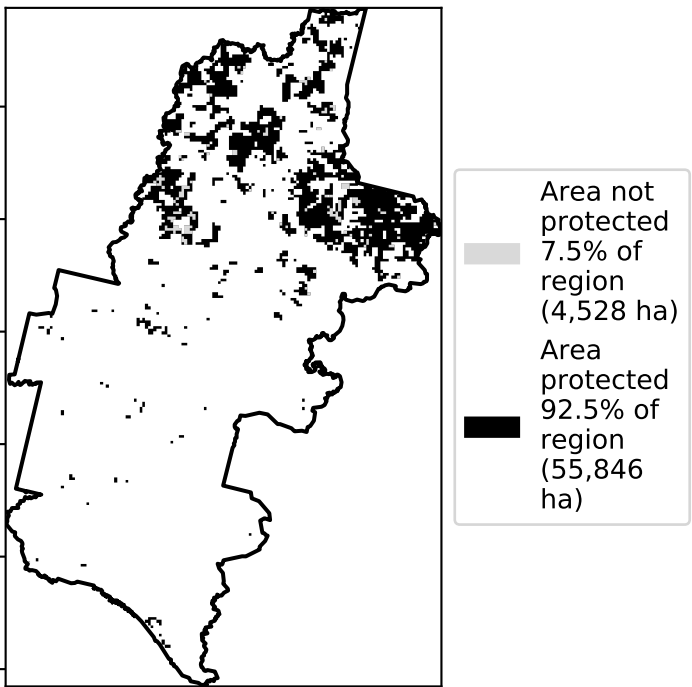 Area not
protected
7.5% of
region
(4,528 ha)
Area
protected
92.5% of
region
(55,846
ha)